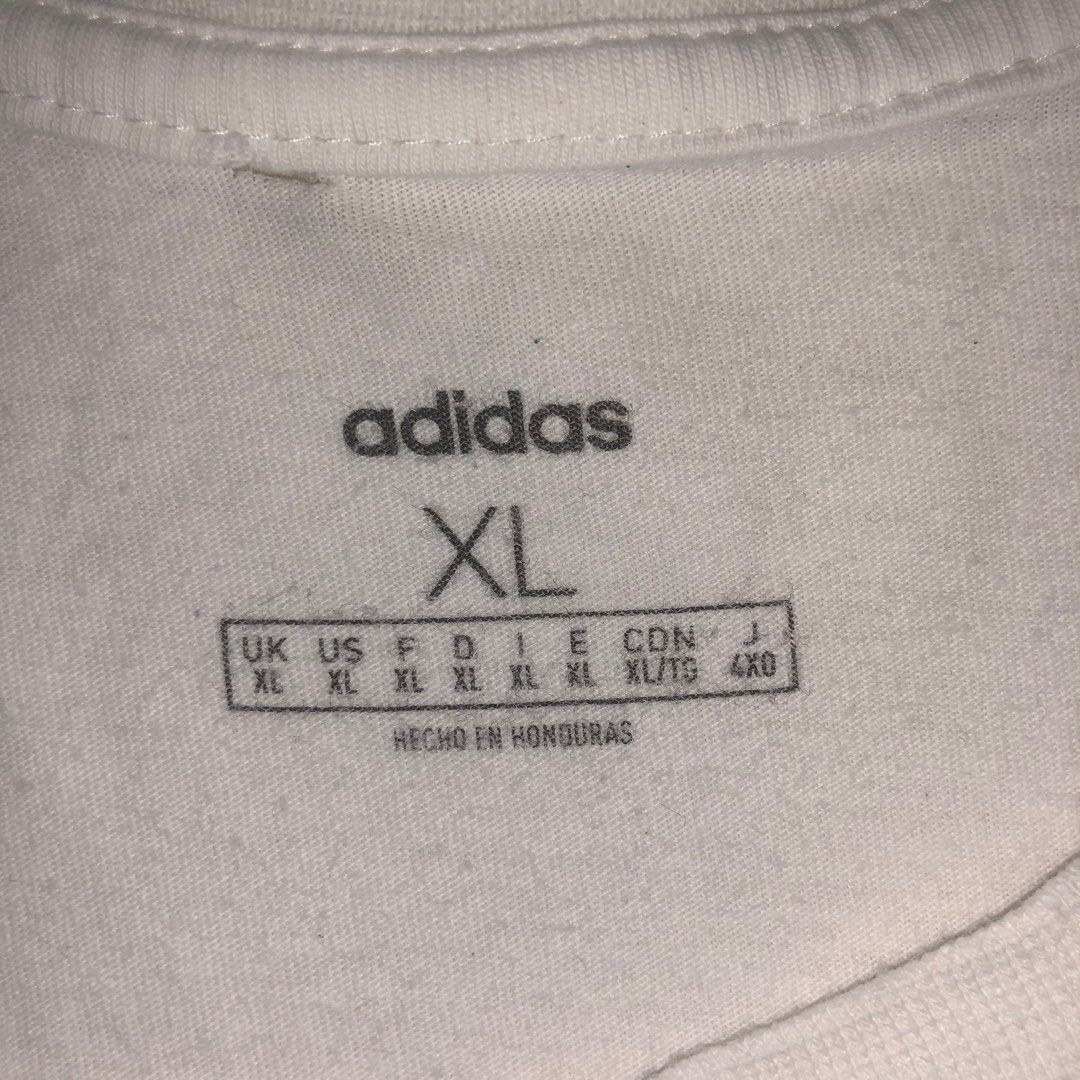 adidas
XL
UK US F D I E CDN J
XL XL XL XL XL XL XL/TG 4XO
HECHO EN HONDURAS